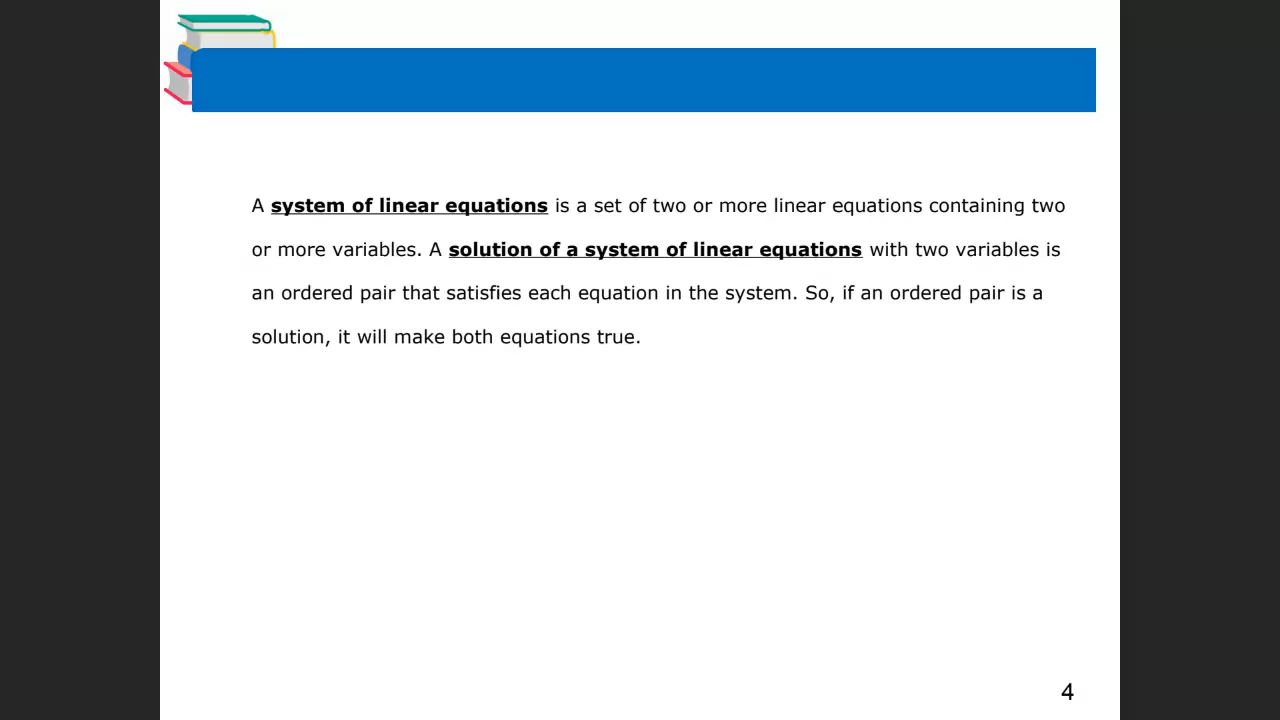 A system of linear equations is a set of two or more linear equations containing two
or more variables. A solution of a system of linear equations with two variables is
an ordered pair that satisfies each equation in the system. So, if an ordered pair is a
solution, it will make both equations true.
4